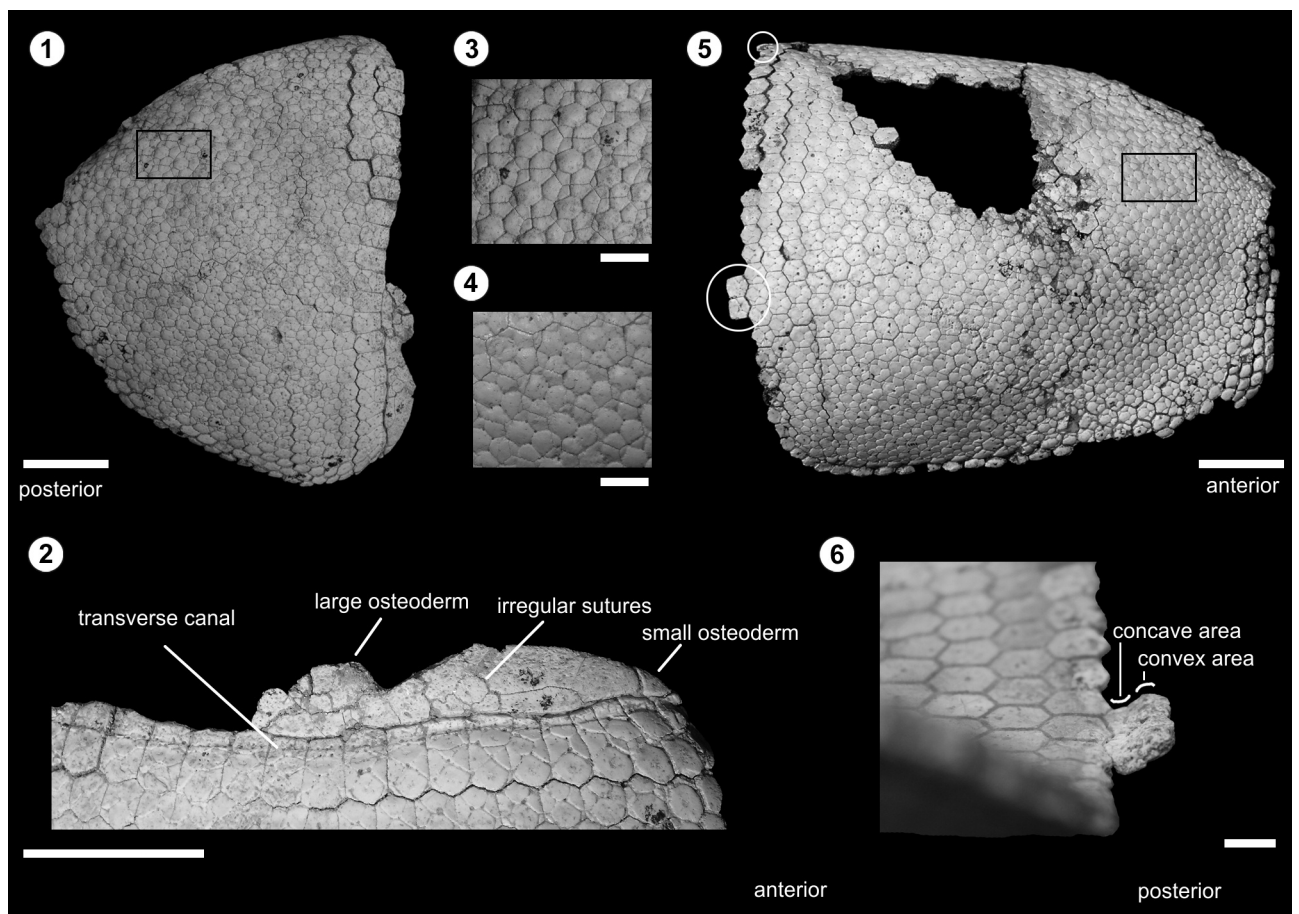 1
3
5
4
posterior
anterior
2
6
transverse canal
large osteoderm
irregular sutures
small osteoderm
concave area
convex area
anterior
posterior